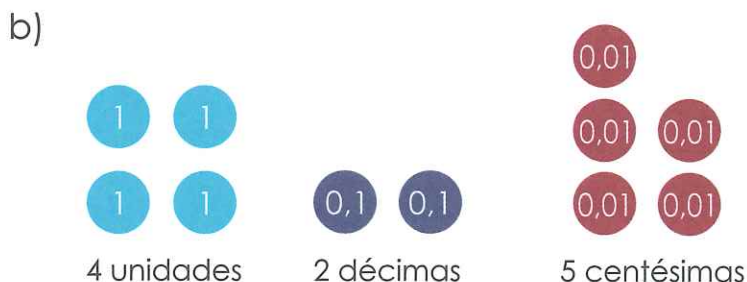 b)
0,01
1 1 0,01 0,01
1 1 0,1 0,1 0,01 0,01
4 unidades 2 décimas 5 centésimas